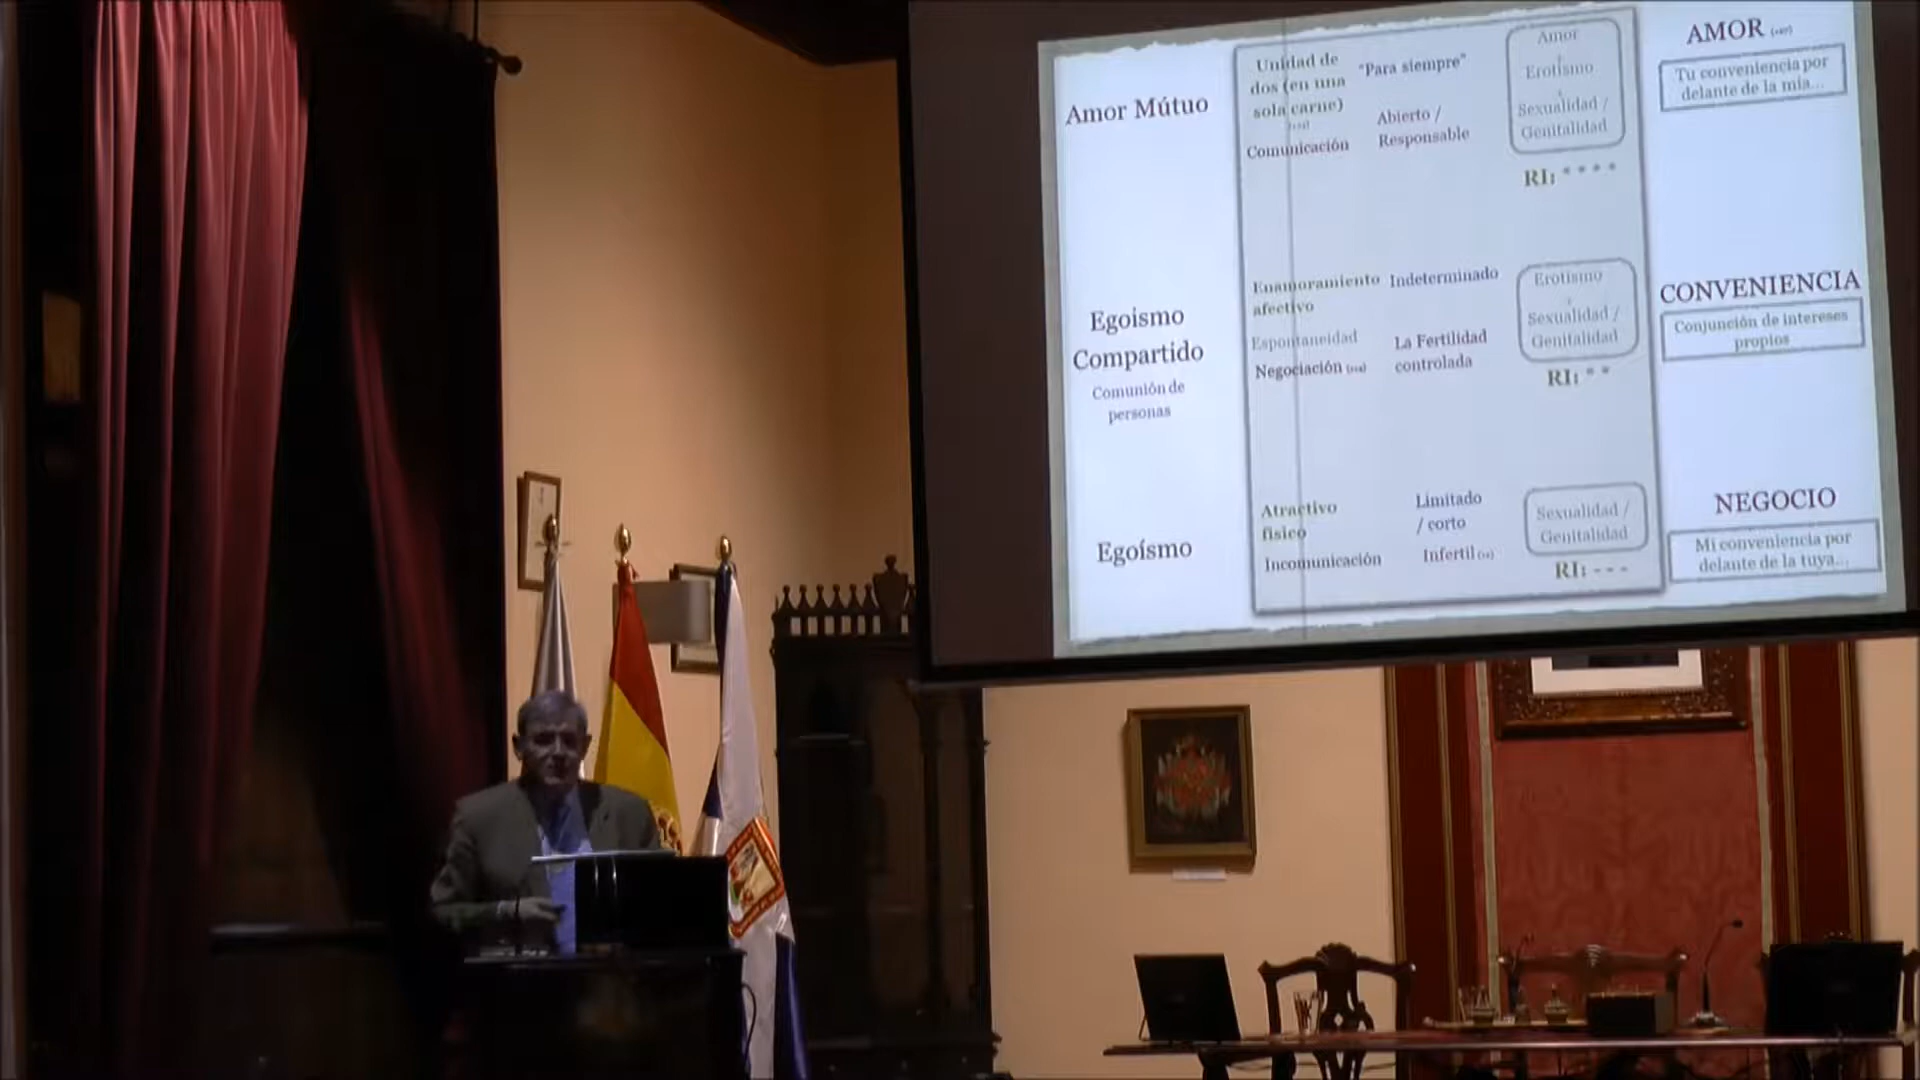 Amor Mútuo
Unidad de
dos (en una
sola carne)
Comunicación
"Para siempre"
Abierto /
Responsable
Amor
+
Erotismo
+
Sexualidad /
Genitalidad
RI: * * * *
AMOR
Tu conveniencia por
delante de la mía...
Egoismo
Compartido
Comunión de
personas
Enamoramiento
afectivo
Espontaneidad
Negociación
Indeterminado
La Fertilidad
controlada
Erotismo
+
Sexualidad /
Genitalidad
RI: * *
CONVENIENCIA
Conjunción de intereses
propios
Egoísmo
Atractivo
físico
Incomunicación
Limitado
/ corto
Infertil
Sexualidad /
Genitalidad
RI: - - -
NEGOCIO
Mi conveniencia por
delante de la tuya...